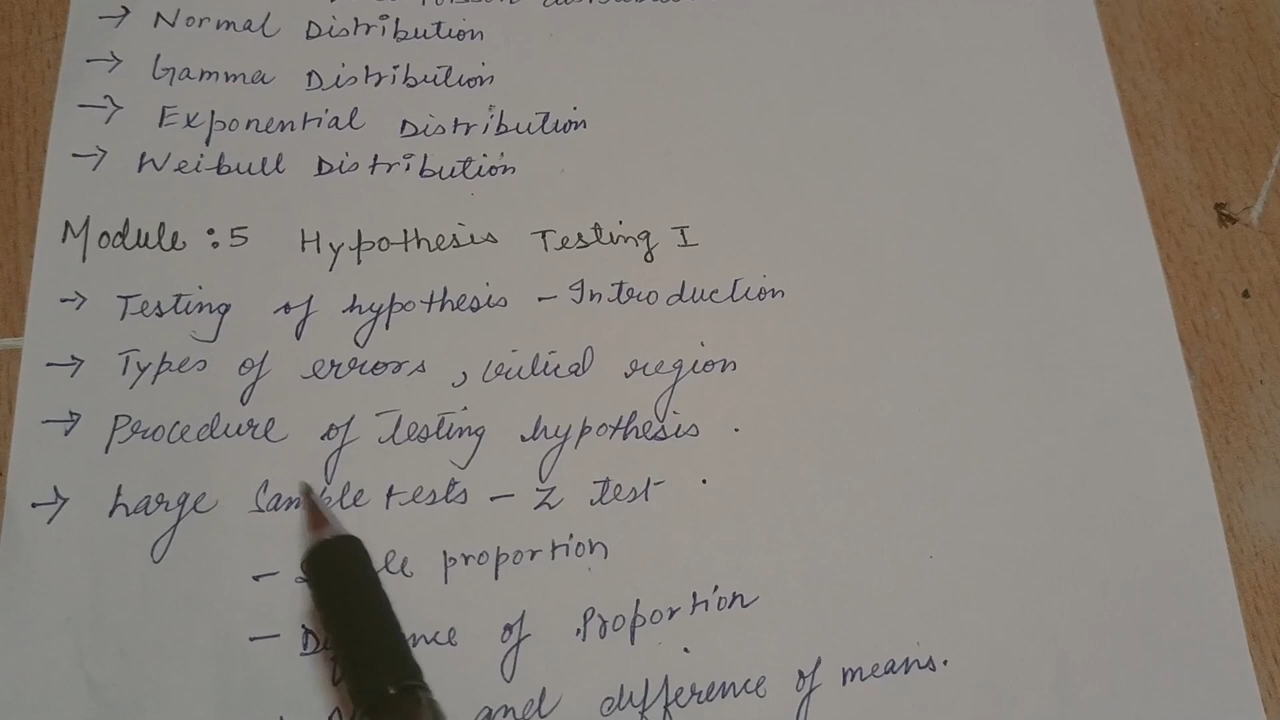 → Normal Distribution
→ Gamma Distribution
→ Exponential Distribution
→ Weibull Distribution
Module :5 Hypothesis Testing I
→ Testing of hypothesis - Introduction
→ Types of errors, critical region
→ Procedure of Testing hypothesis.
→ Large Sample tests - Z test.
- proportion
- of Proportion
and difference of means.